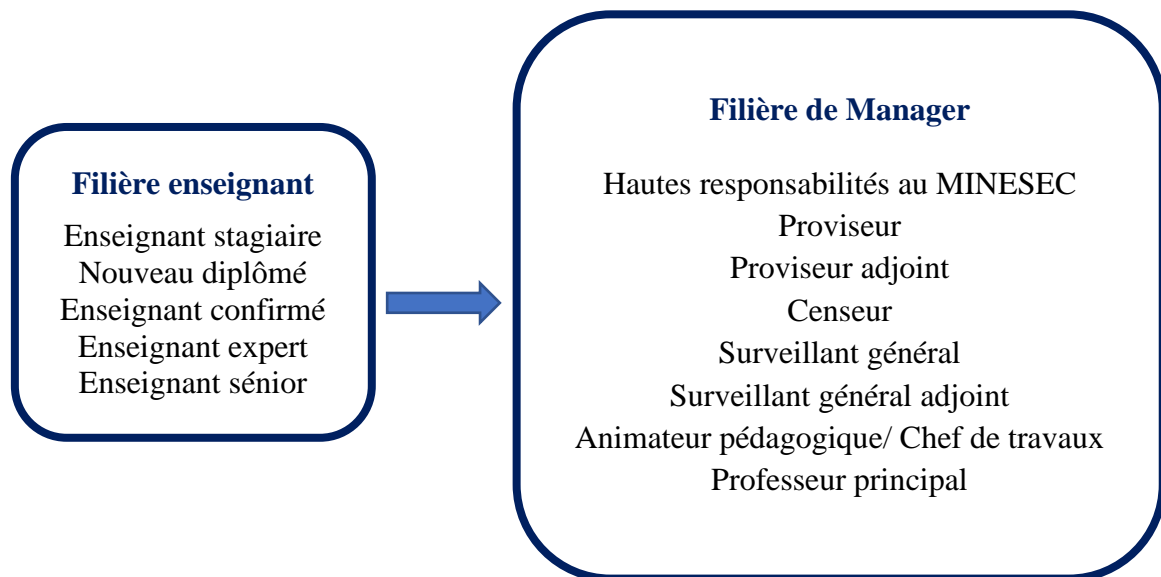 Filière enseignant
Enseignant stagiaire
Nouveau diplômé
Enseignant confirmé
Enseignant expert
Enseignant sénior
Filière de Manager
Hautes responsabilités au MINESEC
Proviseur
Proviseur adjoint
Censeur
Surveillant général
Surveillant général adjoint
Animateur pédagogique/ Chef de travaux
Professeur principal